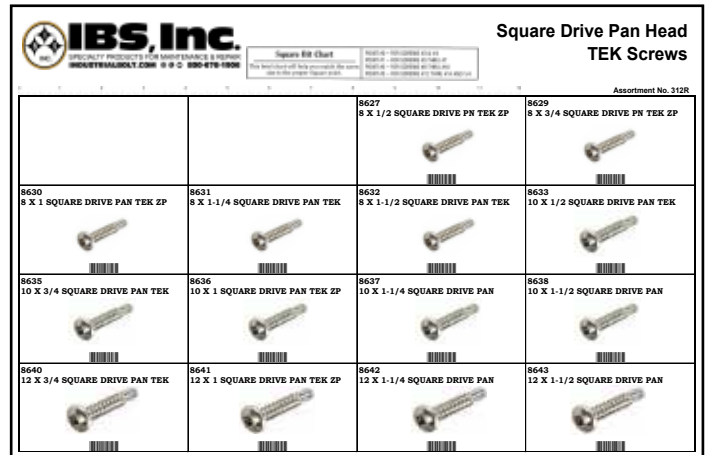 IBS, Inc.
INC.
SPECIALTY PRODUCTS FOR MAINTENANCE & REPAIR
INDUSTRIALBOLT.COM 800-676-1906
Square Bit Chart
Square Drive Pan Head
TEK Screws
Assortment No. 312R
8627
8 X 1/2 SQUARE DRIVE PN TEK ZP
8629
8 X 3/4 SQUARE DRIVE PN TEK ZP
8630
8 X 1 SQUARE DRIVE PAN TEK ZP
8631
8 X 1-1/4 SQUARE DRIVE PAN TEK
8632
8 X 1-1/2 SQUARE DRIVE PAN TEK
8633
10 X 1/2 SQUARE DRIVE PAN TEK
8635
10 X 3/4 SQUARE DRIVE PAN TEK
8636
10 X 1 SQUARE DRIVE PAN TEK ZP
8637
10 X 1-1/4 SQUARE DRIVE PAN
8638
10 X 1-1/2 SQUARE DRIVE PAN
8640
12 X 3/4 SQUARE DRIVE PAN TEK
8641
12 X 1 SQUARE DRIVE PAN TEK ZP
8642
12 X 1-1/4 SQUARE DRIVE PAN
8643
12 X 1-1/2 SQUARE DRIVE PAN